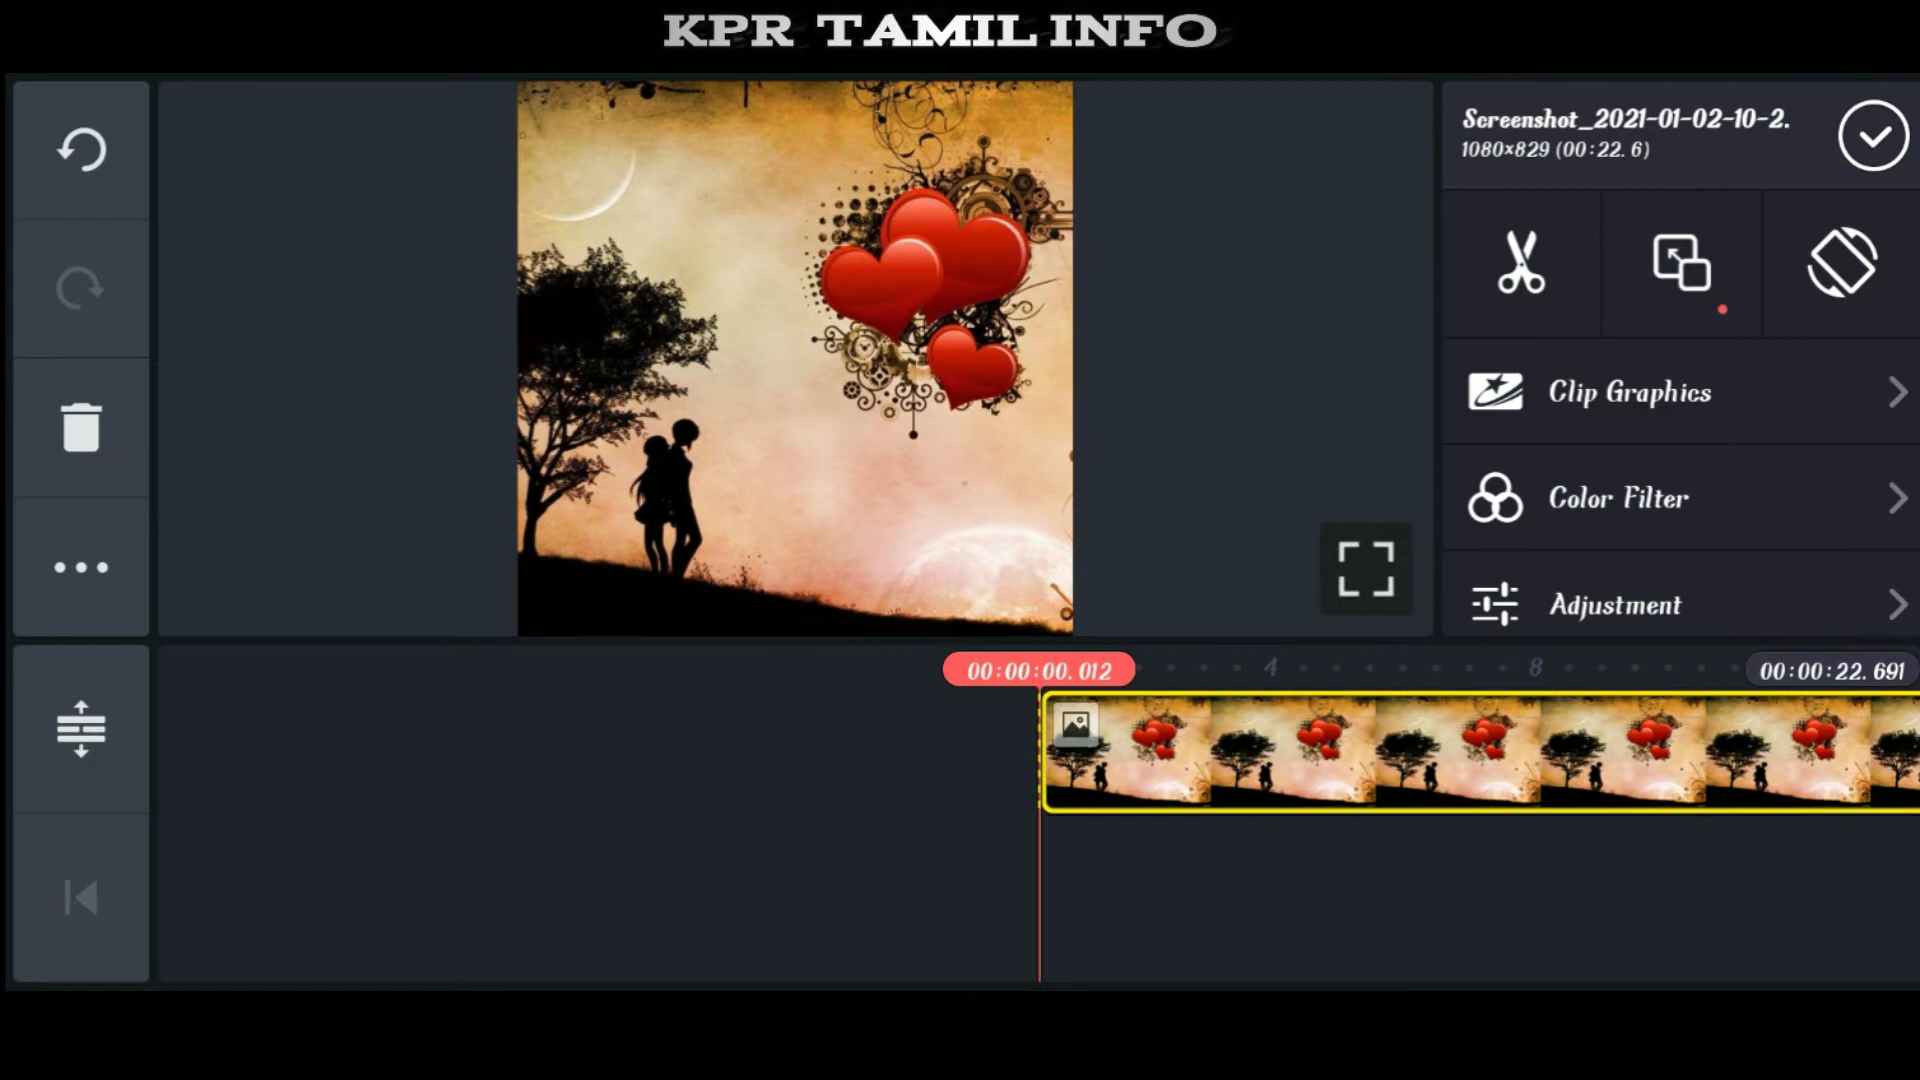 KPR TAMIL INFO
Screenshot_2021-01-02-10-2.
1080×829 (00:22.6)
Clip Graphics
Color Filter
Adjustment
00:00:00.012
4
8
00:00:22.691